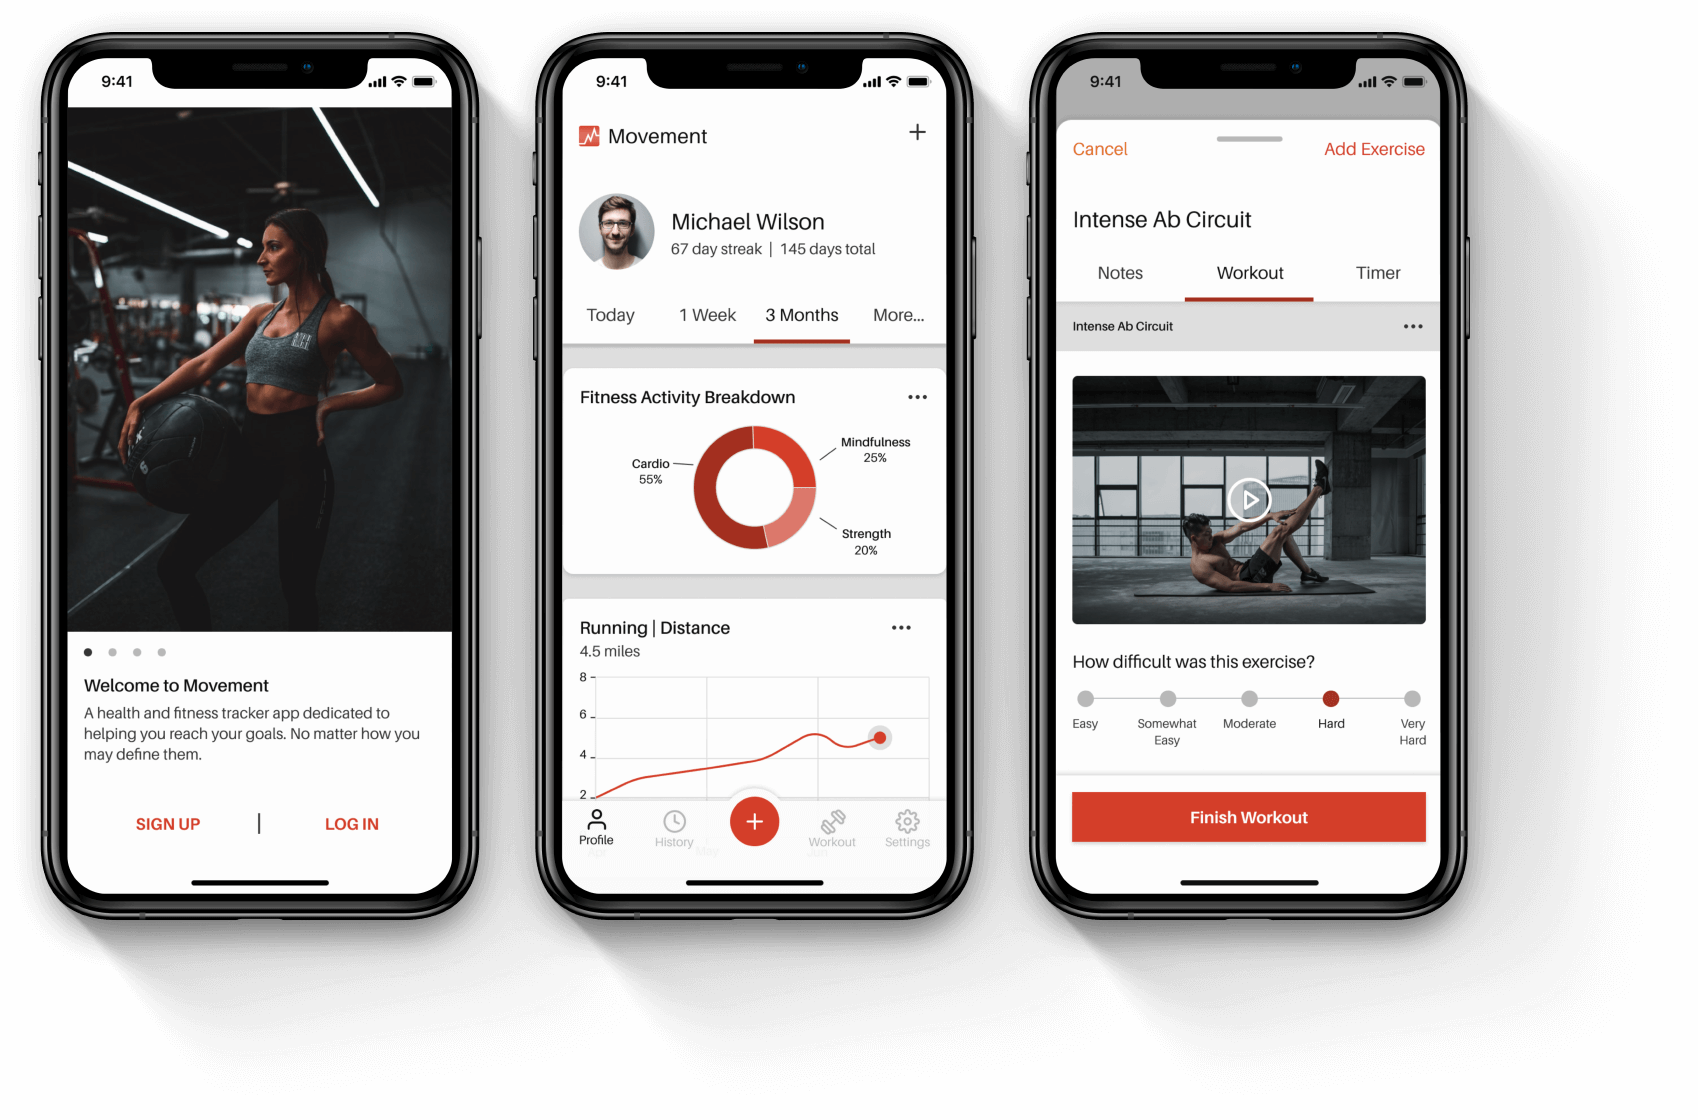 9:41
Welcome to Movement
A health and fitness tracker app dedicated to
helping you reach your goals. No matter how you
may define them.
SIGN UP | LOG IN
9:41
Movement
Michael Wilson
67 day streak | 145 days total
Today 1 Week 3 Months More...
Fitness Activity Breakdown
Mindfulness
25%
Cardio
55%
Strength
20%
Running | Distance
4.5 miles
8
6
4
2
Profile History Workout Settings
May
9:41
Cancel Add Exercise
Intense Ab Circuit
Notes Workout Timer
Intense Ab Circuit
How difficult was this exercise?
Easy
Somewhat
Easy
Moderate
Hard
Very
Hard
Finish Workout